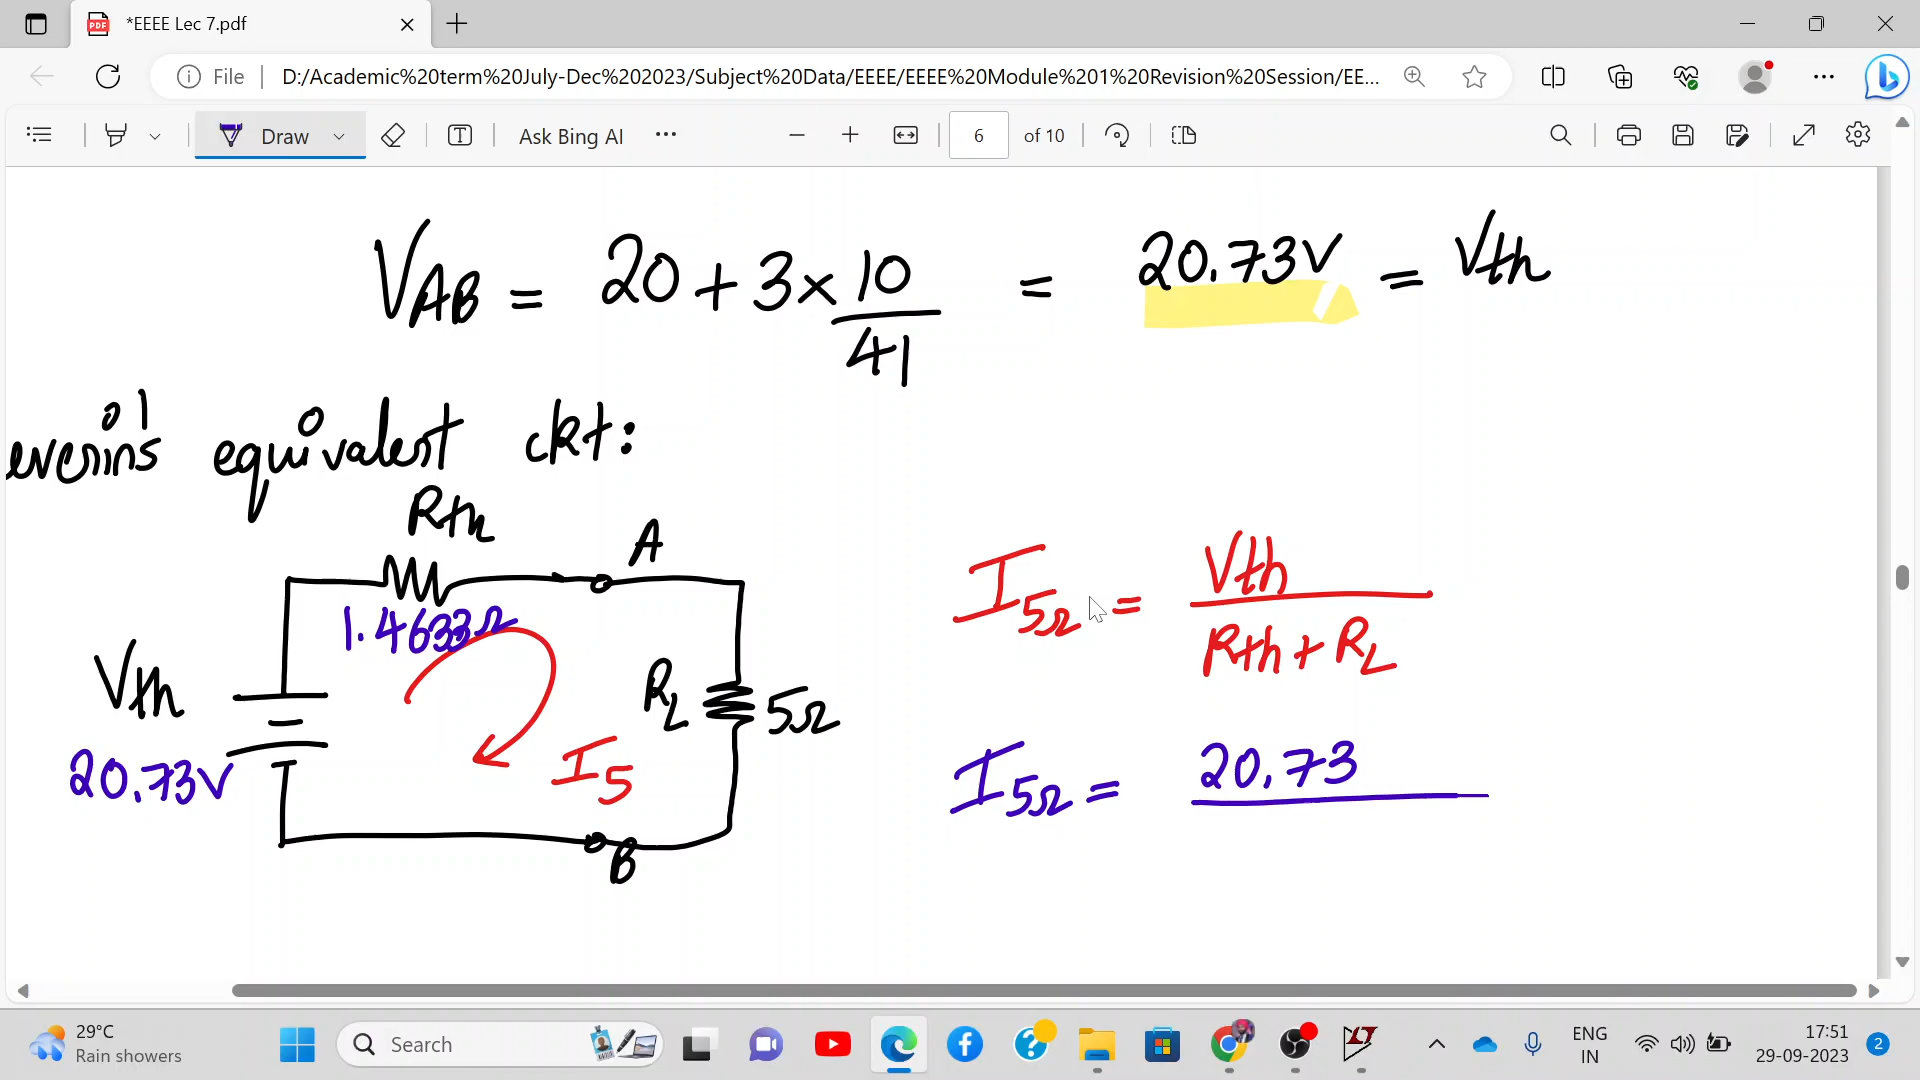 *EEEE Lec 7.pdf
File D:/Academic%20term%20July-Dec%202023/Subject%20Data/EEEE/EEEE%20Module%201%20Revision%20Session/EE...
Draw Ask Bing AI 6 of 10
VAB = 20 + 3 × 10/41 = 20.73V = Vth
evenins equivalent ckt:
Rth
A
1.4633Ω
I5Ω = Vth / Rth + RL
Vth
RL 5Ω
20.73V
I5
I5Ω = 20.73
B
29°C
Rain showers
Search
ENG
IN
17:51
29-09-2023
2